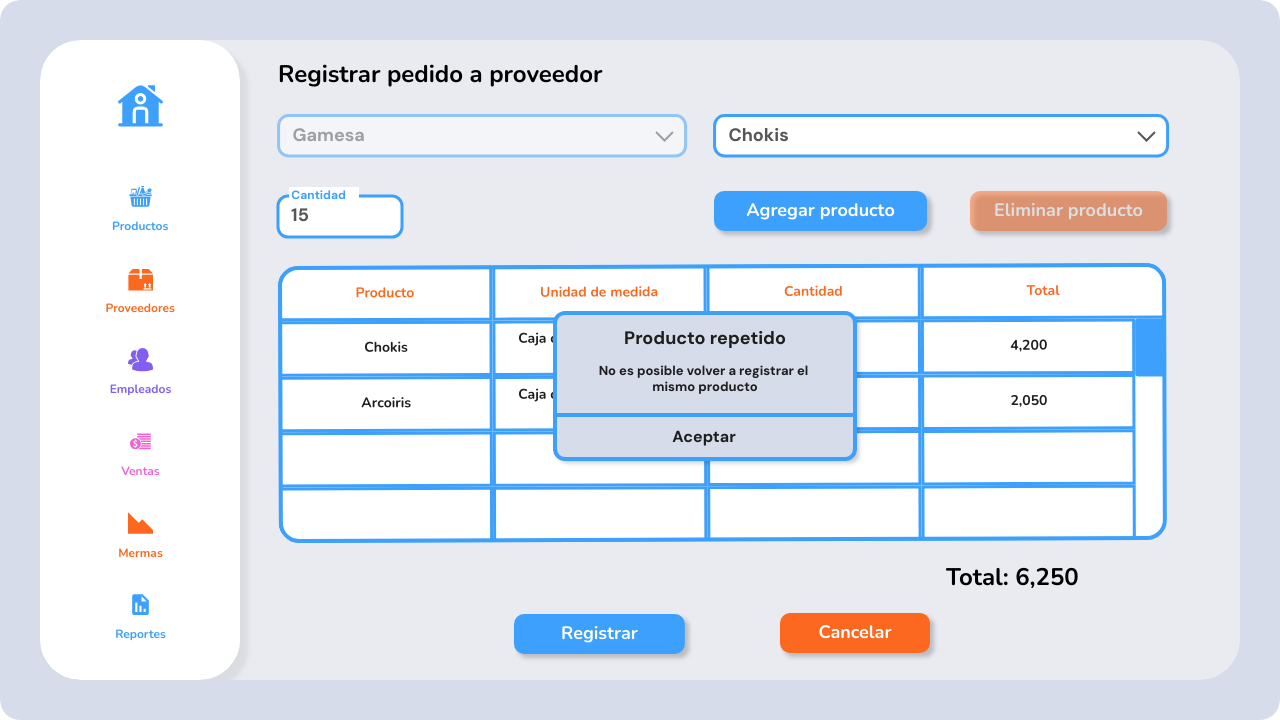 Registrar pedido a proveedor
Gamesa
Chokis
Cantidad
15
Agregar producto
Eliminar producto
Productos
Proveedores
Empleados
Ventas
Mermas
Reportes
Producto
Unidad de medida
Cantidad
Total
Chokis
Caja
4,200
Arcoiris
Caja
2,050
Producto repetido
No es posible volver a registrar el
mismo producto
Aceptar
Total: 6,250
Registrar
Cancelar